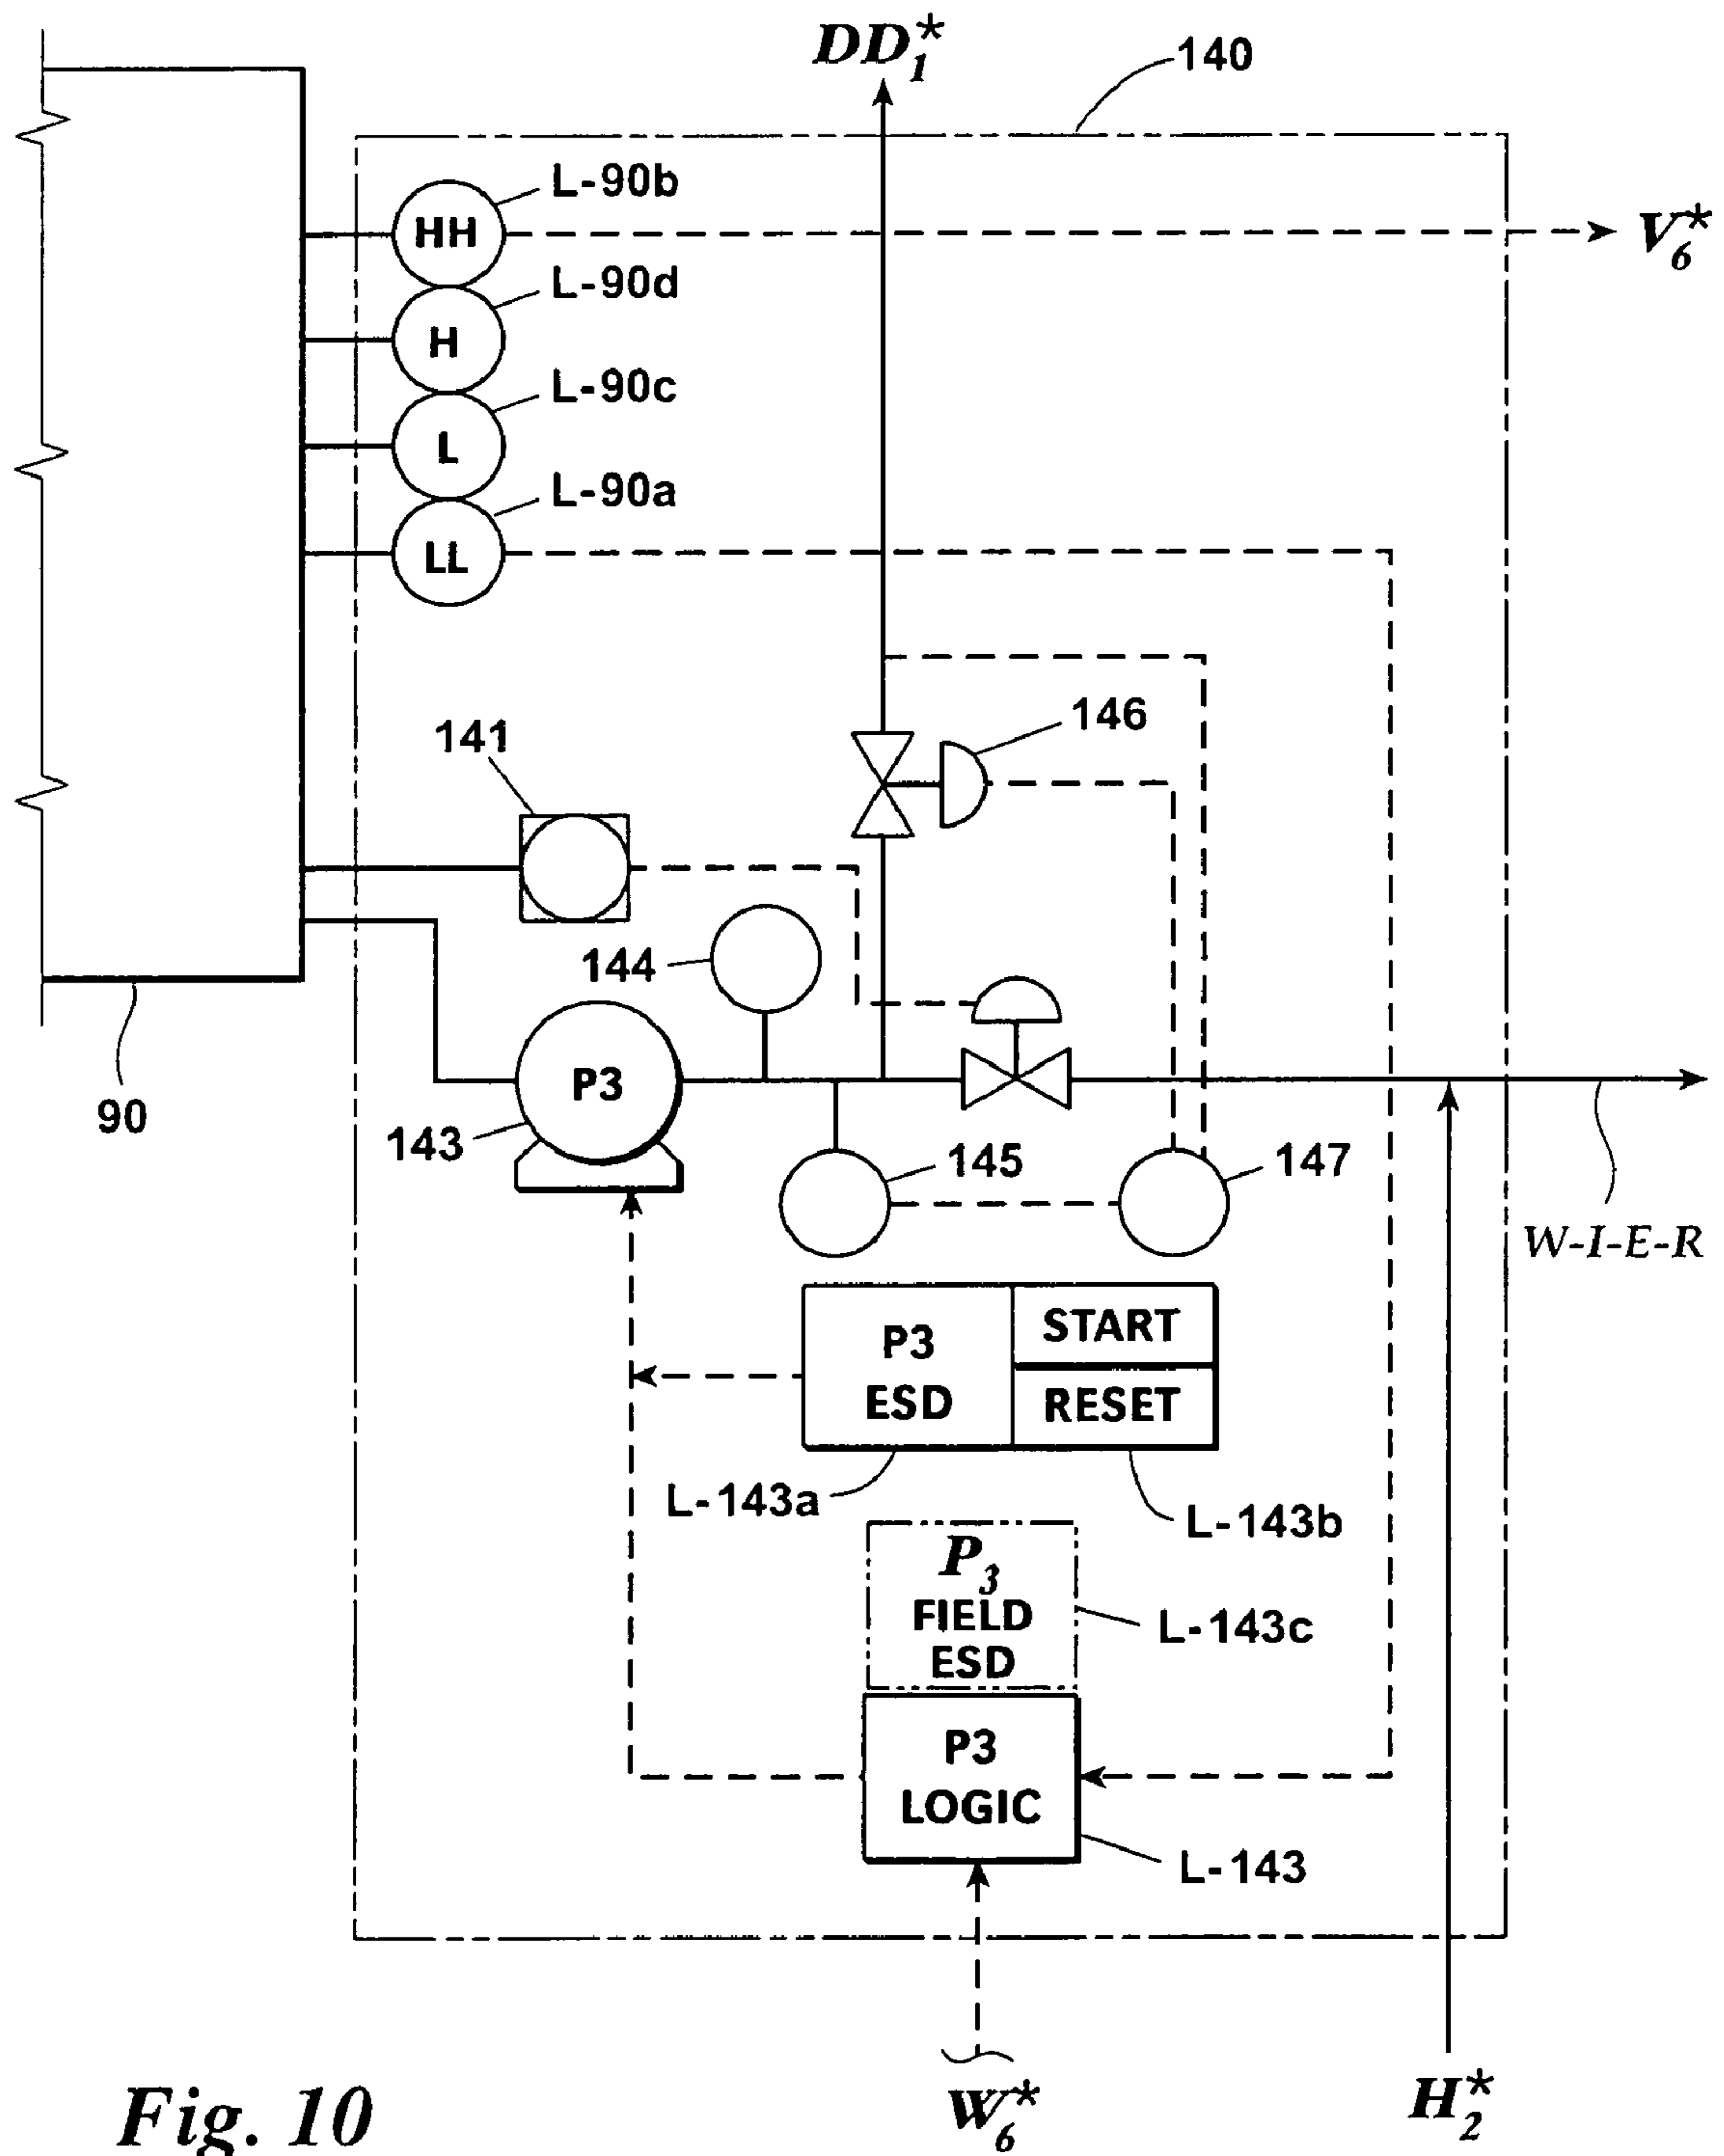 DD₁*
140
L-90b
HH
V₆*
L-90d
H
L-90c
L
L-90a
LL
146
141
144
P3
143
90
145
147
W-I-E-R
P3
ESD
START
RESET
L-143a
L-143b
P₃
FIELD
ESD
L-143c
P3
LOGIC
L-143
W₆*
H₂*
Fig. 10